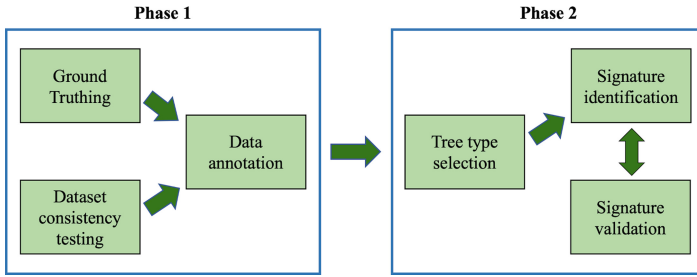 Phase 1
Ground
Truthing
Dataset
consistency
testing
Data
annotation
Phase 2
Tree type
selection
Signature
identification
Signature
validation